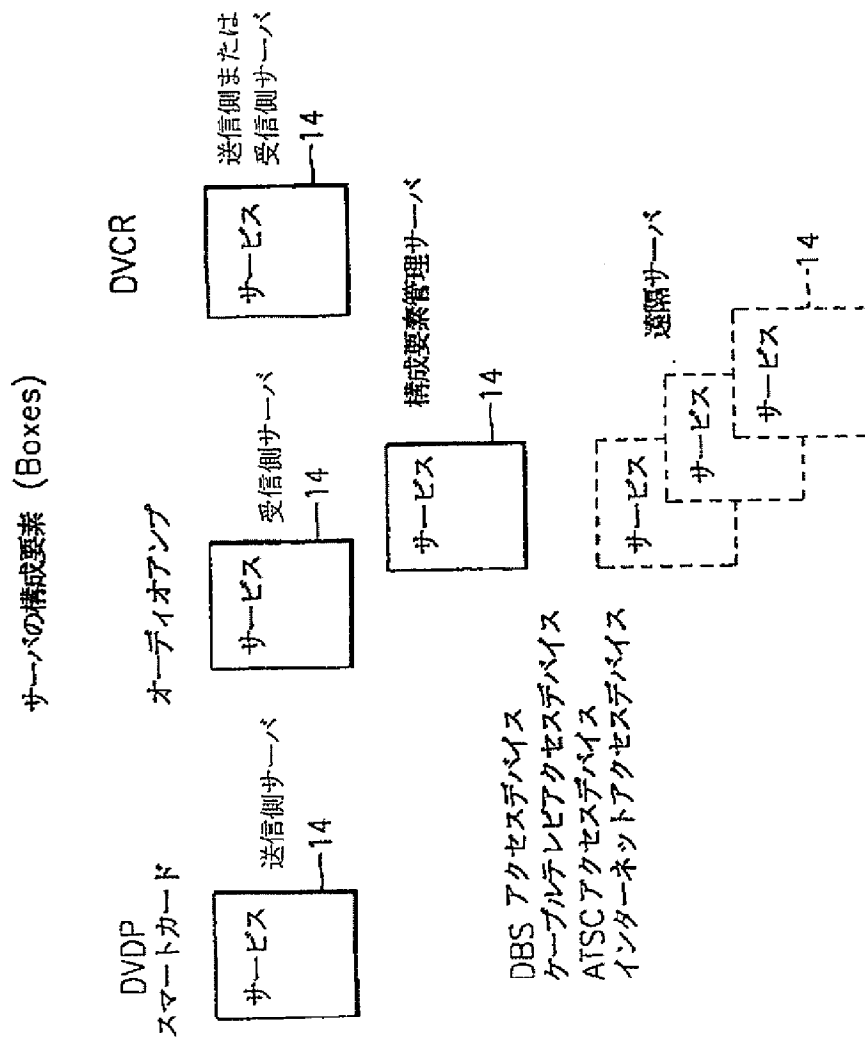 サーバの構成要素 (Boxes)
DVDP
スマートカード
送信側サーバ
サービス
14
オーディオアンプ
受信側サーバ
サービス
14
DVCR
送信側または
受信側サーバ
サービス
14
構成要素管理サーバ
サービス
14
DBS アクセスデバイス
ケーブルテレビアクセスデバイス
ATSC アクセスデバイス
インターネットアクセスデバイス
遠隔サーバ
サービス
サービス
サービス
14